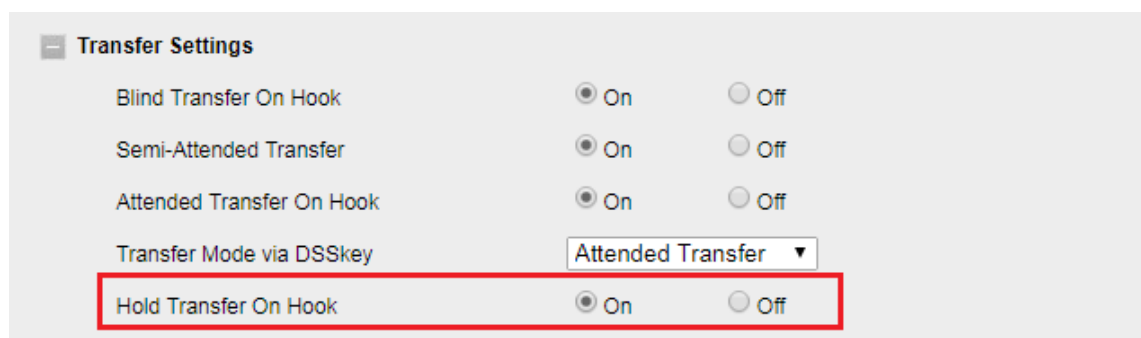 Transfer Settings
Blind Transfer On Hook On Off
Semi-Attended Transfer On Off
Attended Transfer On Hook On Off
Transfer Mode via DSSkey Attended Transfer
Hold Transfer On Hook On Off